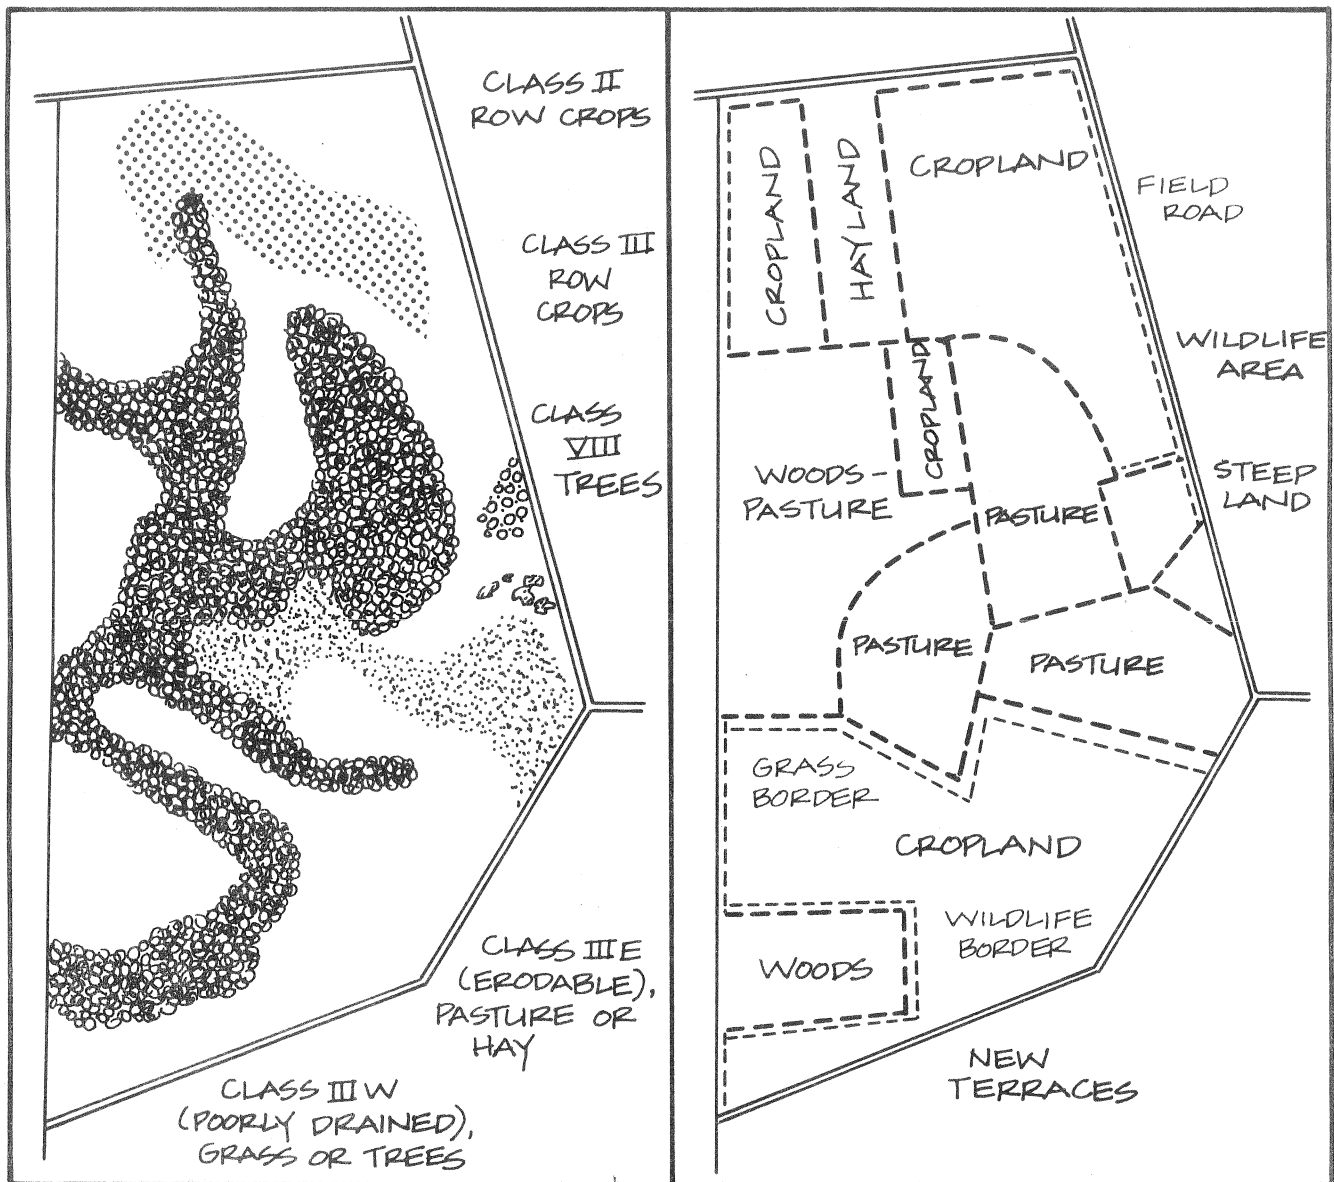 CLASS II
ROW CROPS
CLASS III
ROW
CROPS
CLASS
VIII
TREES
CLASS III E
(ERODABLE),
PASTURE OR
HAY
CLASS III W
(POORLY DRAINED),
GRASS OR TREES
CROPLAND
HAYLAND
CROPLAND
FIELD
ROAD
WILDLIFE
AREA
CROPLAND
WOODS-
PASTURE
PASTURE
STEEP
LAND
PASTURE
PASTURE
GRASS
BORDER
CROPLAND
WILDLIFE
BORDER
WOODS
NEW
TERRACES